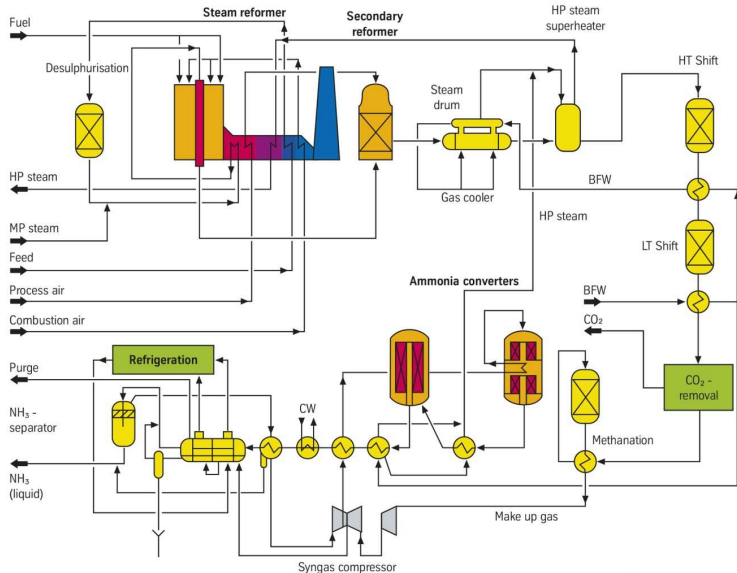 Steam reformer
Secondary
reformer
HP steam
superheater
Fuel
Desulphurisation
Steam
drum
HT Shift
HP steam
Gas cooler
BFW
HP steam
MP steam
LT Shift
Feed
Process air
Ammonia converters
BFW
Combustion air
CO₂
Refrigeration
Purge
CO₂ -
removal
NH₃ -
separator
CW
Methanation
NH₃
(liquid)
Make up gas
Syngas compressor